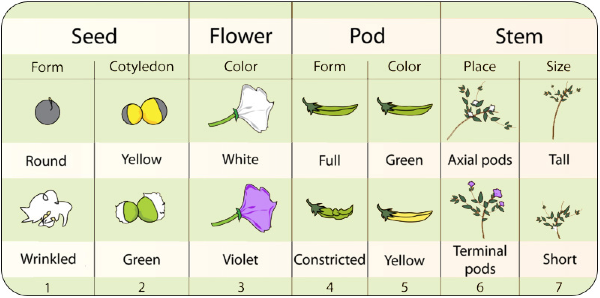 Seed Flower Pod Stem
Form Cotyledon Color Form Color Place Size
Round Yellow White Full Green Axial pods Tall
Wrinkled Green Violet Constricted Yellow Terminal pods Short
1 2 3 4 5 6 7